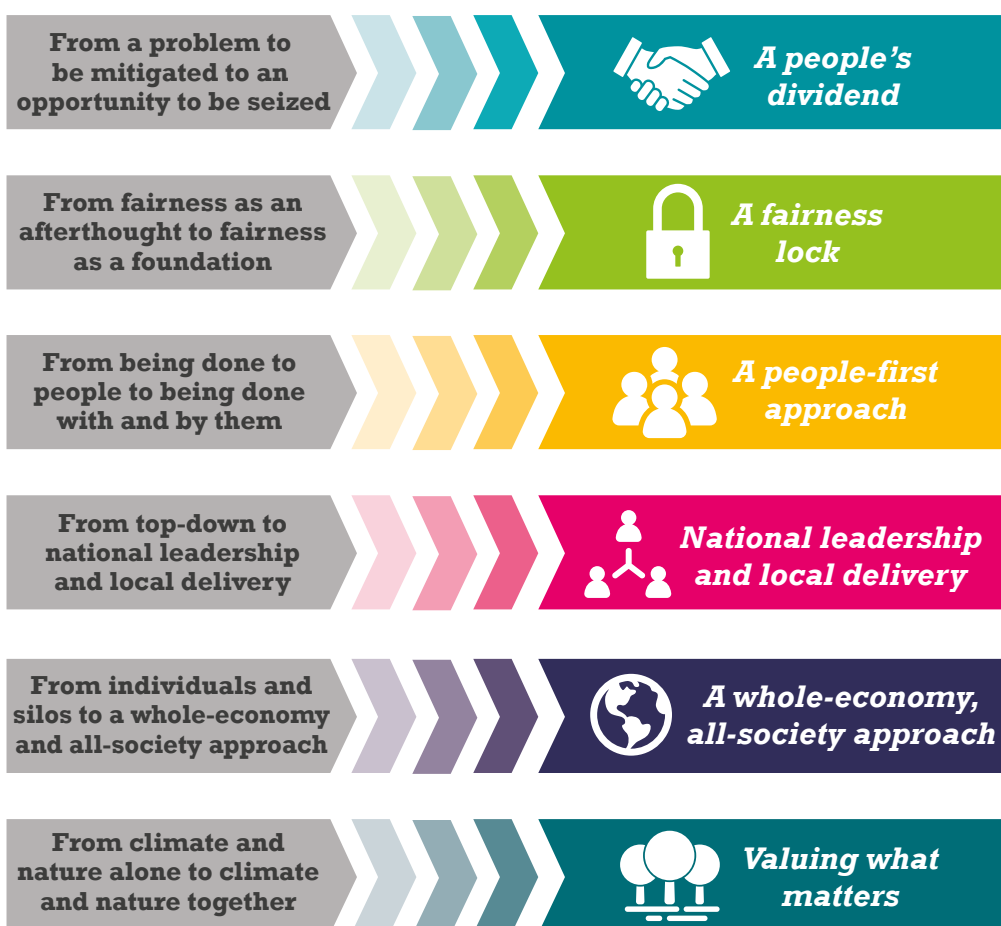 From a problem to
be mitigated to an
opportunity to be seized
A people's
dividend
From fairness as an
afterthought to fairness
as a foundation
A fairness
lock
From being done to
people to being done
with and by them
A people-first
approach
From top-down to
national leadership
and local delivery
National leadership
and local delivery
From individuals and
silos to a whole-economy
and all-society approach
A whole-economy,
all-society approach
From climate and
nature alone to climate
and nature together
Valuing what
matters